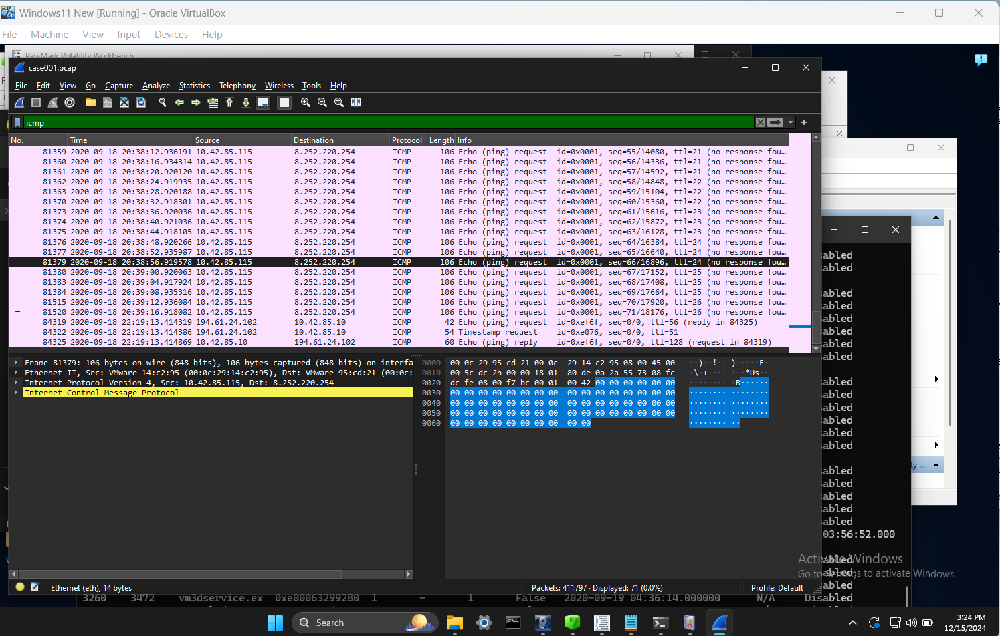 Windows11 New [Running] - Oracle VirtualBox
File Machine View Input Devices Help
PassMark Volatility Workbench
case001.pcap
File Edit View Go Capture Analyze Statistics Telephony Wireless Tools Help
icmp
No. Time Source Destination Protocol Length Info
81359 2020-09-18 20:38:12.936191 10.42.85.115 8.252.220.254 ICMP 106 Echo (ping) request id=0x0001, seq=55/14080, ttl=21 (no response fou…
81360 2020-09-18 20:38:16.934314 10.42.85.115 8.252.220.254 ICMP 106 Echo (ping) request id=0x0001, seq=56/14336, ttl=21 (no response fou…
81361 2020-09-18 20:38:20.920120 10.42.85.115 8.252.220.254 ICMP 106 Echo (ping) request id=0x0001, seq=57/14592, ttl=21 (no response fou…
81362 2020-09-18 20:38:24.919935 10.42.85.115 8.252.220.254 ICMP 106 Echo (ping) request id=0x0001, seq=58/14848, ttl=22 (no response fou…
81363 2020-09-18 20:38:28.920188 10.42.85.115 8.252.220.254 ICMP 106 Echo (ping) request id=0x0001, seq=59/15104, ttl=22 (no response fou…
81370 2020-09-18 20:38:32.918301 10.42.85.115 8.252.220.254 ICMP 106 Echo (ping) request id=0x0001, seq=60/15360, ttl=22 (no response fou…
81373 2020-09-18 20:38:36.920036 10.42.85.115 8.252.220.254 ICMP 106 Echo (ping) request id=0x0001, seq=61/15616, ttl=23 (no response fou…
81374 2020-09-18 20:38:40.921036 10.42.85.115 8.252.220.254 ICMP 106 Echo (ping) request id=0x0001, seq=62/15872, ttl=23 (no response fou…
81375 2020-09-18 20:38:44.918105 10.42.85.115 8.252.220.254 ICMP 106 Echo (ping) request id=0x0001, seq=63/16128, ttl=23 (no response fou…
81376 2020-09-18 20:38:48.920266 10.42.85.115 8.252.220.254 ICMP 106 Echo (ping) request id=0x0001, seq=64/16384, ttl=24 (no response fou…
81377 2020-09-18 20:38:52.935987 10.42.85.115 8.252.220.254 ICMP 106 Echo (ping) request id=0x0001, seq=65/16640, ttl=24 (no response fou…
81379 2020-09-18 20:38:56.919578 10.42.85.115 8.252.220.254 ICMP 106 Echo (ping) request id=0x0001, seq=66/16896, ttl=24 (no response fou…
81380 2020-09-18 20:39:00.920063 10.42.85.115 8.252.220.254 ICMP 106 Echo (ping) request id=0x0001, seq=67/17152, ttl=25 (no response fou…
81383 2020-09-18 20:39:04.917924 10.42.85.115 8.252.220.254 ICMP 106 Echo (ping) request id=0x0001, seq=68/17408, ttl=25 (no response fou…
81384 2020-09-18 20:39:08.935316 10.42.85.115 8.252.220.254 ICMP 106 Echo (ping) request id=0x0001, seq=69/17664, ttl=25 (no response fou…
81515 2020-09-18 20:39:12.936084 10.42.85.115 8.252.220.254 ICMP 106 Echo (ping) request id=0x0001, seq=70/17920, ttl=26 (no response fou…
81520 2020-09-18 20:39:16.918082 10.42.85.115 8.252.220.254 ICMP 106 Echo (ping) request id=0x0001, seq=71/18176, ttl=26 (no response fou…
84319 2020-09-18 22:19:13.414319 194.61.24.102 10.42.85.10 ICMP 42 Echo (ping) request id=0xef6f, seq=0/0, ttl=56 (reply in 84325)
84322 2020-09-18 22:19:13.414386 194.61.24.102 10.42.85.10 ICMP 54 Timestamp request id=0xe076, seq=0/0, ttl=51
84325 2020-09-18 22:19:13.414869 10.42.85.10 194.61.24.102 ICMP 60 Echo (ping) reply id=0xef6f, seq=0/0, ttl=128 (request in 84319)
Frame 81379: 106 bytes on wire (848 bits), 106 bytes captured (848 bits) on interfa
Ethernet II, Src: VMware_14:c2:95 (00:0c:29:14:c2:95), Dst: VMware_95:cd:21 (00:0c:
Internet Protocol Version 4, Src: 10.42.85.115, Dst: 8.252.220.254
Internet Control Message Protocol
0000 00 0c 29 95 cd 21 00 0c 29 14 c2 95 08 00 45 00 ··)··!·· )·····E·
0010 00 5c dc 2b 00 00 18 01 80 de 0a 2a 55 73 08 fc ·\·+···· ···*Us··
0020 dc fe 08 00 f7 bc 00 01 00 42 00 00 00 00 00 00 ········ ·B······
0030 00 00 00 00 00 00 00 00 00 00 00 00 00 00 00 00 ········ ········
0040 00 00 00 00 00 00 00 00 00 00 00 00 00 00 00 00 ········ ········
0050 00 00 00 00 00 00 00 00 00 00 00 00 00 00 00 00 ········ ········
0060 00 00 00 00 00 00 00 00 00 00 ········ ··
Ethernet (eth), 14 bytes
Packets: 411797 · Displayed: 71 (0.0%)
Profile: Default
abled
abled
abled
abled
abled
abled
abled
abled
abled
abled
abled
abled
abled
abled
ty ...
abled
abled
abled
abled
abled
03:56:52.000
abled
abled
abled
abled
Activate Windows
Go to Settings to activate Windows.
3260 3472 vm3dservice.ex 0xe00063299280 1 - 1 False 2020-09-19 04:36:14.000000 N/A Disabled
Search
3:24 PM
12/15/2024